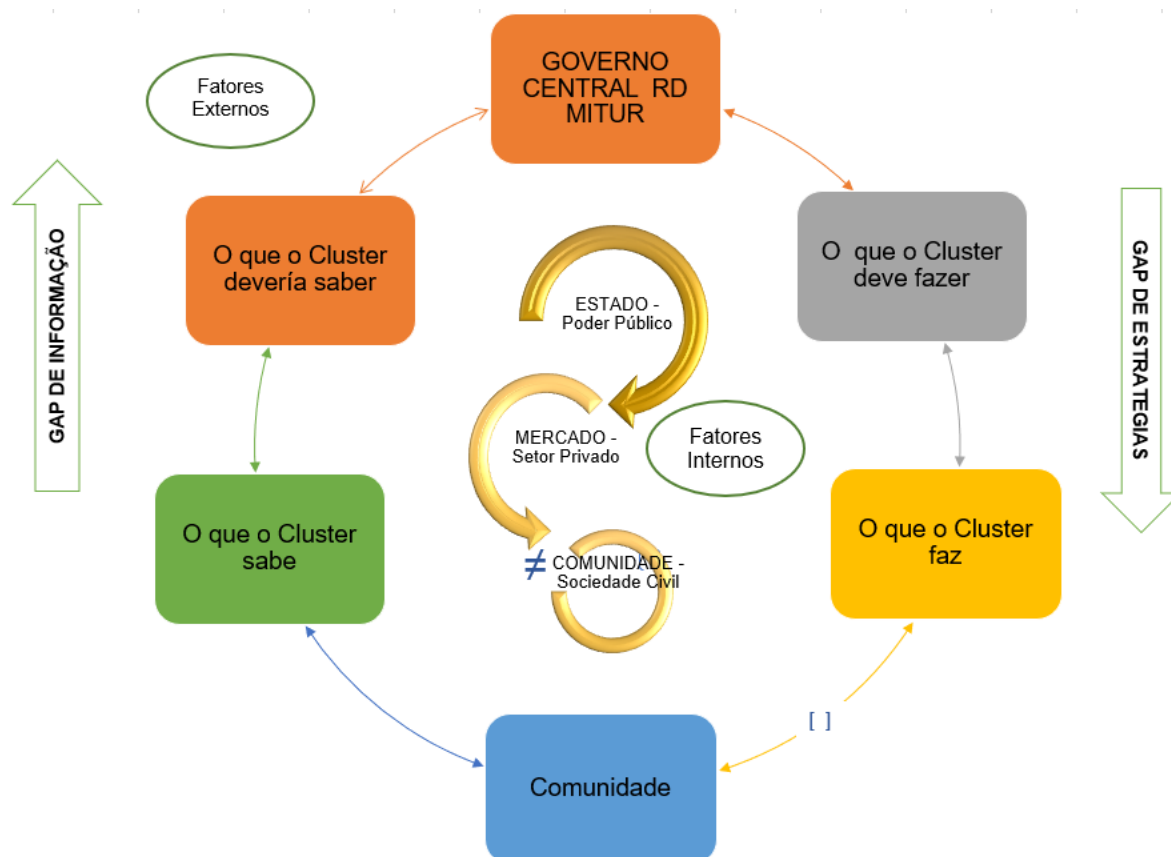 GOVERNO
CENTRAL RD
MITUR
Fatores
Externos
O que o Cluster
devería saber
O que o Cluster
deve fazer
GAP DE INFORMAÇÃO
GAP DE ESTRATEGIAS
ESTADO -
Poder Público
MERCADO -
Setor Privado
Fatores
Internos
≠ COMUNIDADE -
Sociedade Civil
O que o Cluster
sabe
O que o Cluster
faz
[ ]
Comunidade